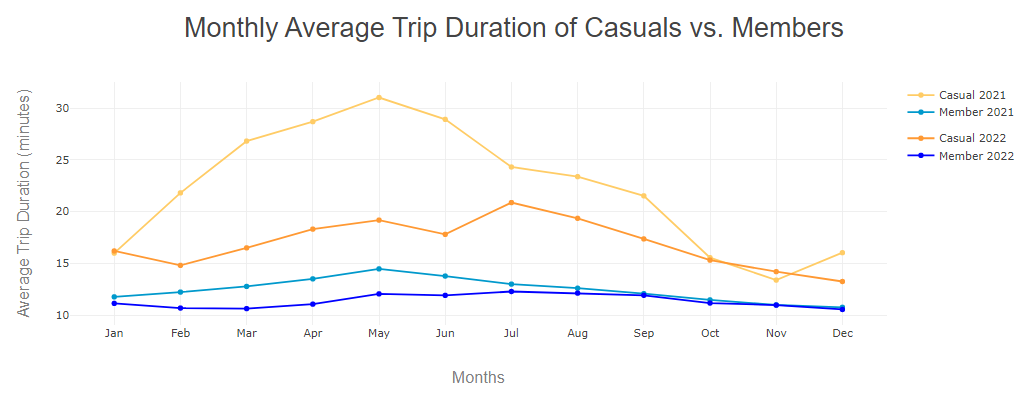 Monthly Average Trip Duration of Casuals vs. Members
Average Trip Duration (minutes)
30
25
20
15
10
Jan Feb Mar Apr May Jun Jul Aug Sep Oct Nov Dec
Months
Casual 2021
Member 2021
Casual 2022
Member 2022